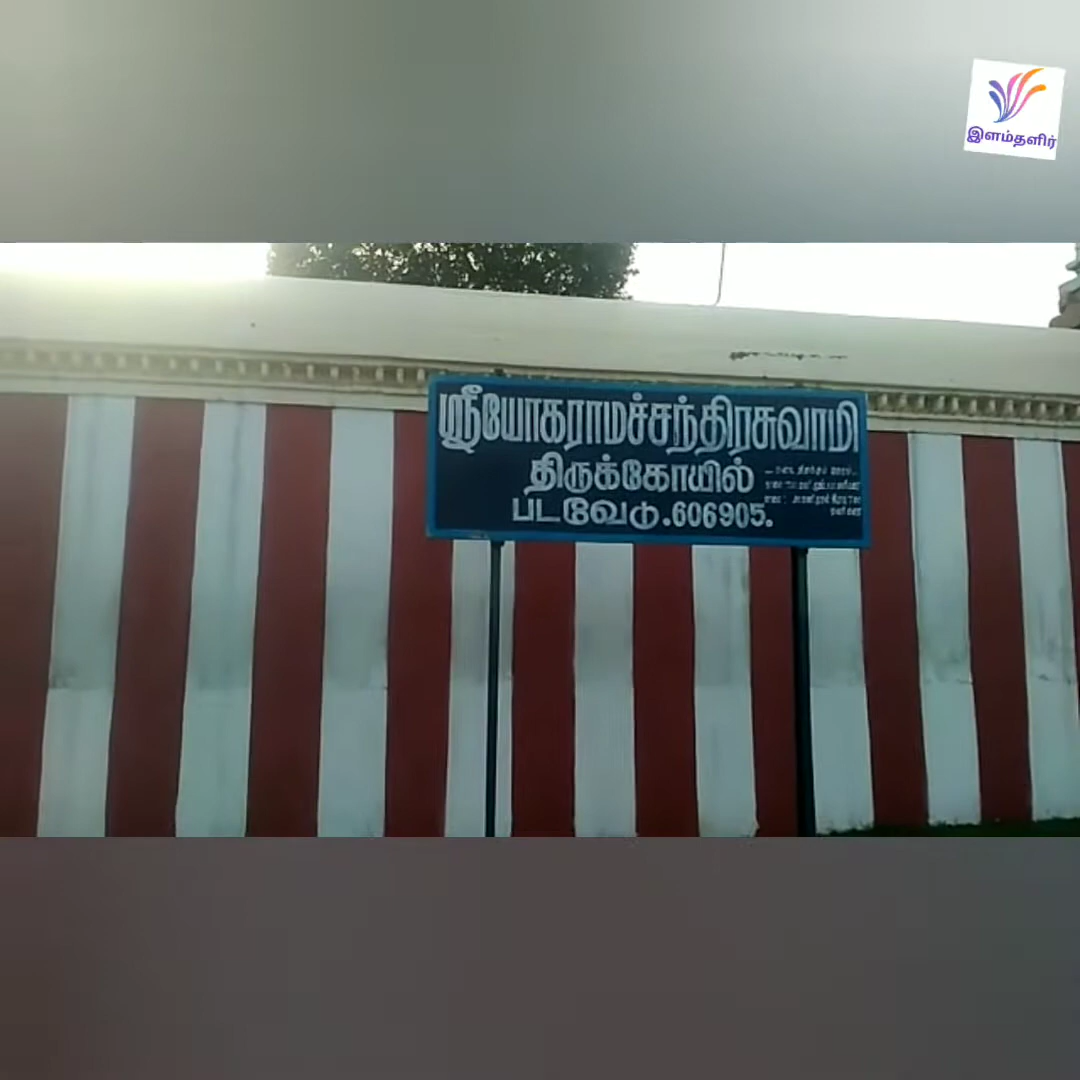 இளம்தளிர்
ஸ்ரீயோகராமச்சந்திரசுவாமி
திருக்கோயில்
படவேடு.606905.